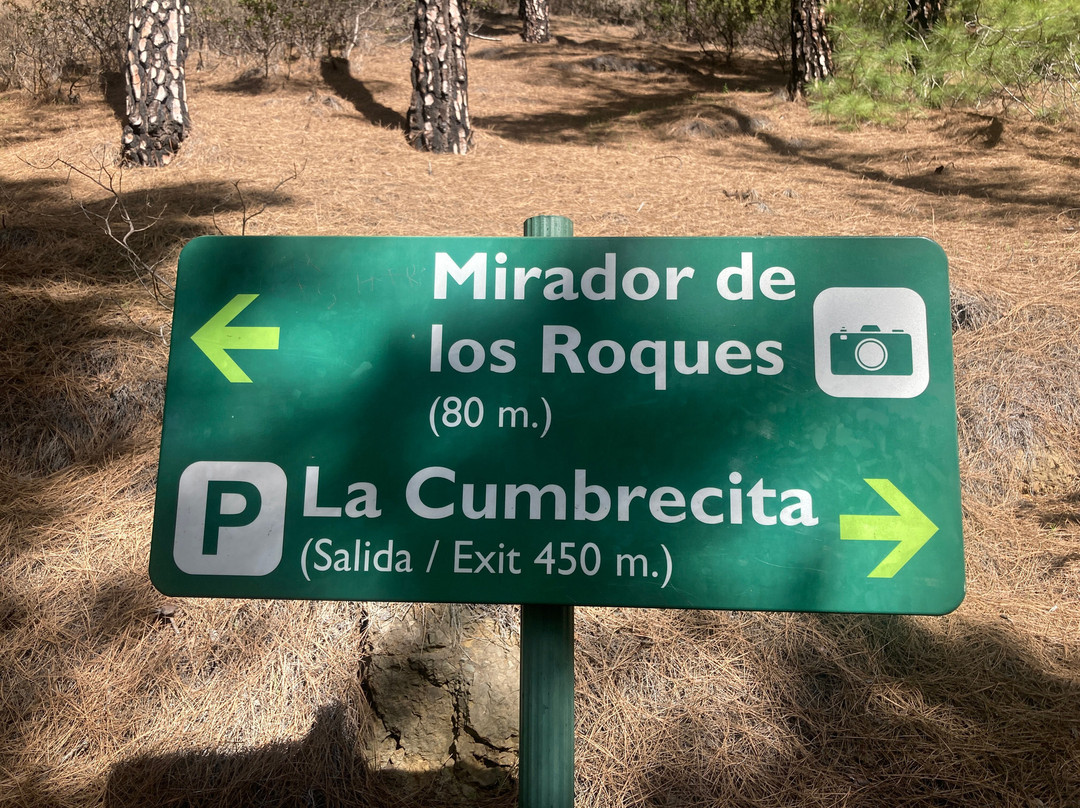 Mirador de
los Roques
(80 m.)
P La Cumbrecita
(Salida / Exit 450 m.)